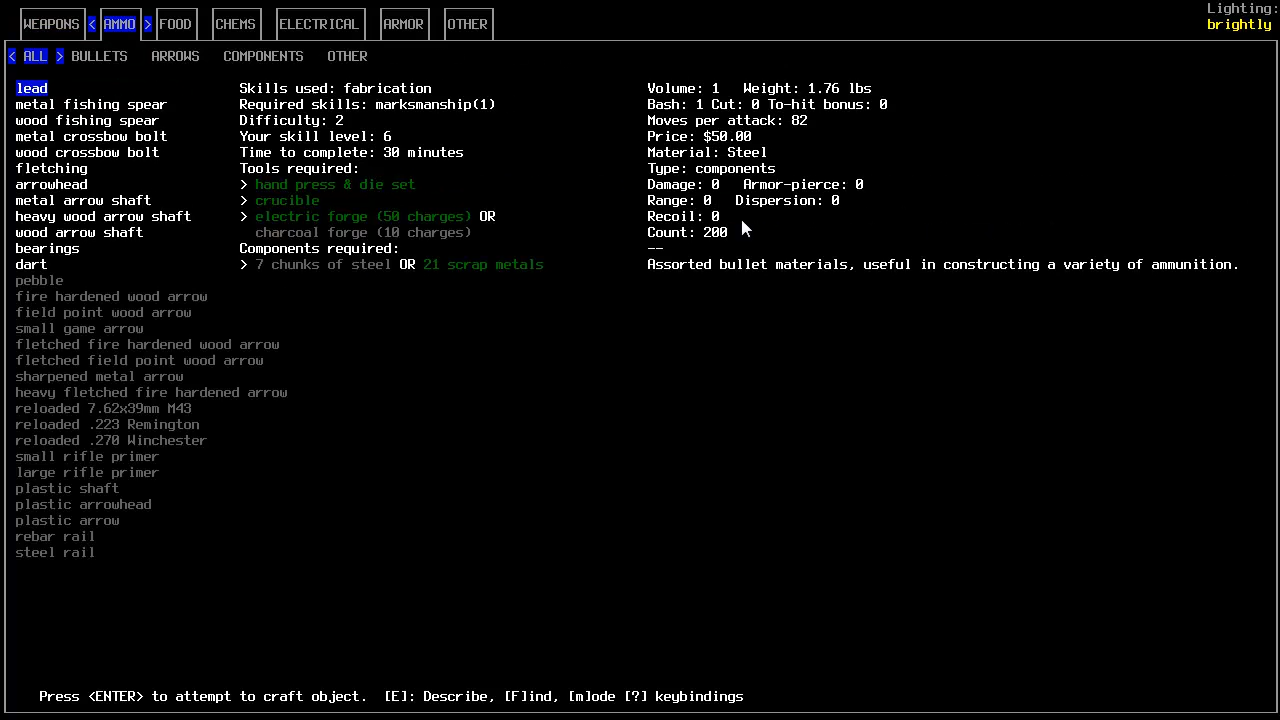 WEAPONS < AMMO > FOOD CHEMS ELECTRICAL ARMOR OTHER
Lighting:
brightly
< ALL > BULLETS ARROWS COMPONENTS OTHER
lead
metal fishing spear
wood fishing spear
metal crossbow bolt
wood crossbow bolt
fletching
arrowhead
metal arrow shaft
heavy wood arrow shaft
wood arrow shaft
bearings
dart
pebble
fire hardened wood arrow
field point wood arrow
small game arrow
fletched fire hardened wood arrow
fletched field point wood arrow
sharpened metal arrow
heavy fletched fire hardened arrow
reloaded 7.62x39mm M43
reloaded .223 Remington
reloaded .270 Winchester
small rifle primer
large rifle primer
plastic shaft
plastic arrowhead
plastic arrow
rebar rail
steel rail
Skills used: fabrication
Required skills: marksmanship(1)
Difficulty: 2
Your skill level: 6
Time to complete: 30 minutes
Tools required:
> hand press & die set
> crucible
> electric forge (50 charges) OR
charcoal forge (10 charges)
Components required:
> 7 chunks of steel OR 21 scrap metals
Volume: 1 Weight: 1.76 lbs
Bash: 1 Cut: 0 To-hit bonus: 0
Moves per attack: 82
Price: $50.00
Material: Steel
Type: components
Damage: 0 Armor-pierce: 0
Range: 0 Dispersion: 0
Recoil: 0
Count: 200
--
Assorted bullet materials, useful in constructing a variety of ammunition.
Press <ENTER> to attempt to craft object. [E]: Describe, [F]ind, [m]ode [?] keybindings